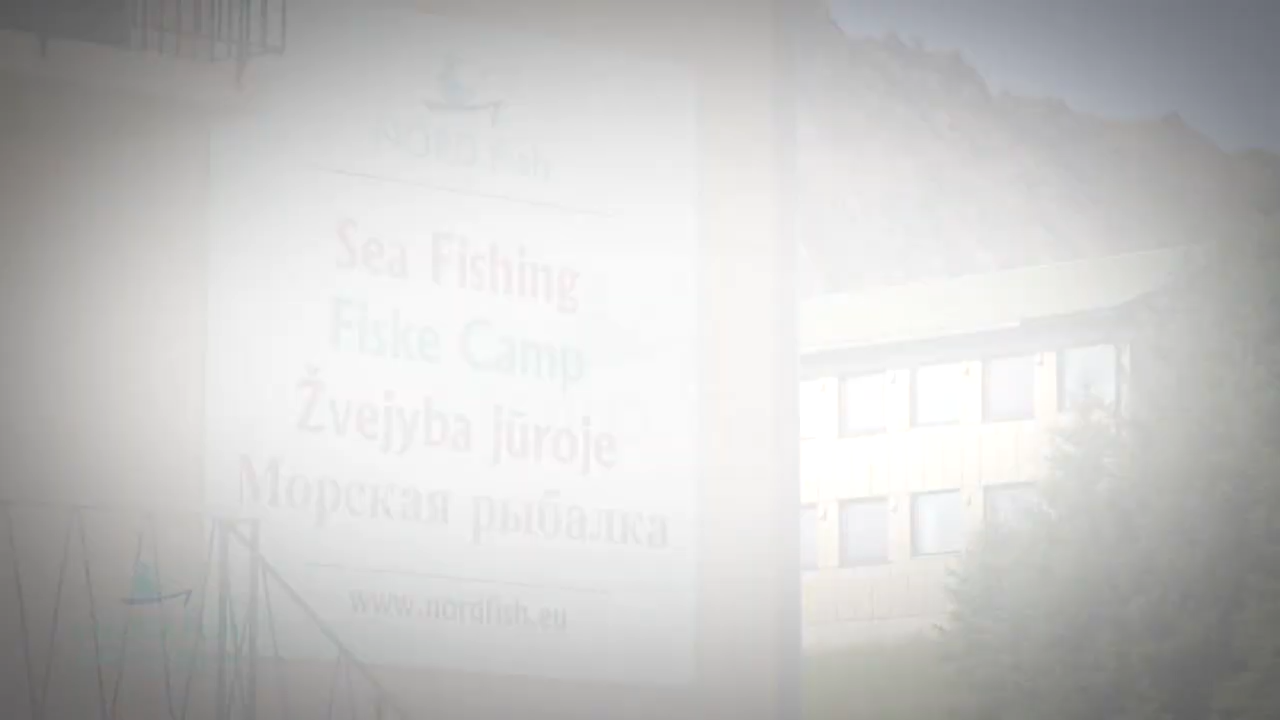 NORD fish
Sea Fishing
Fiske Camp
Žvejyba Jūroje
Морская рыбалка
www.nordfish.eu